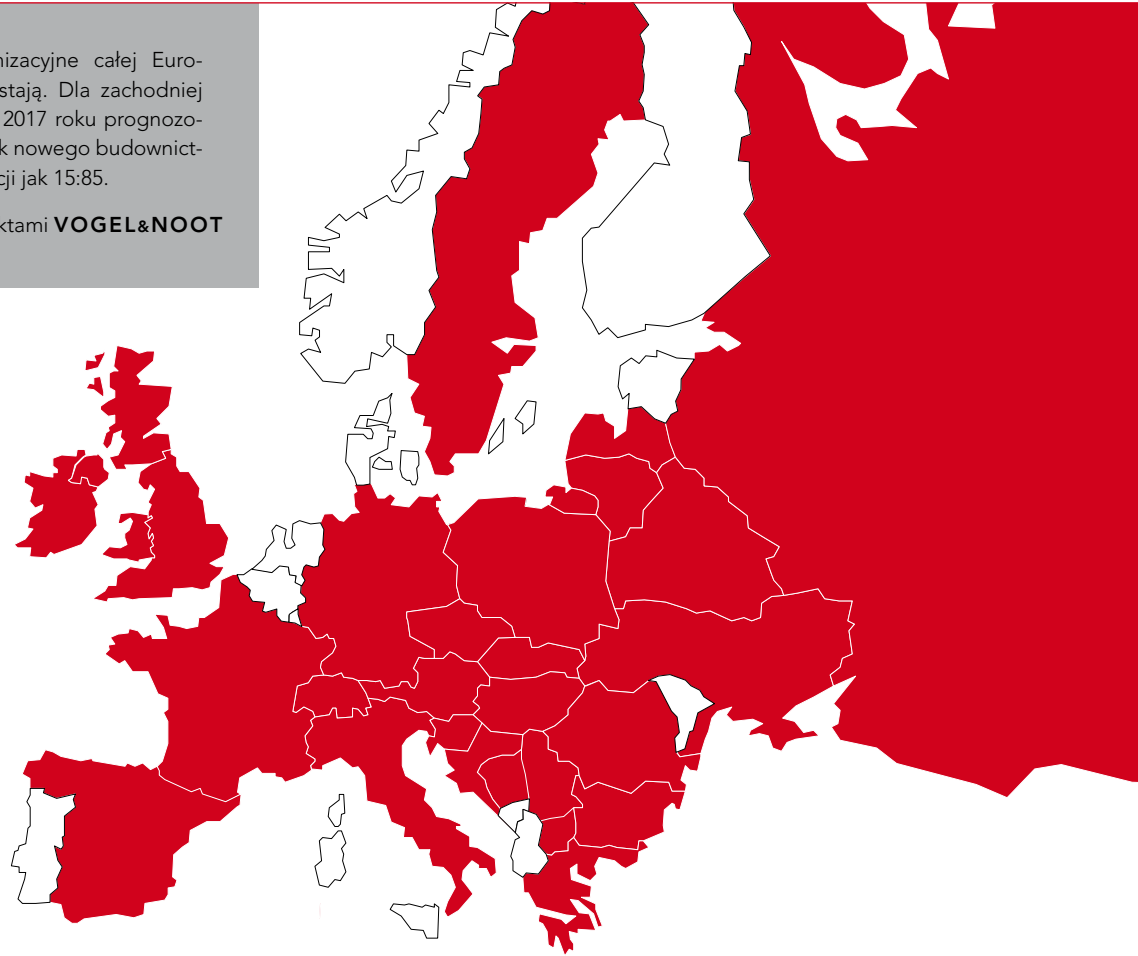 nizacyjne całej Euro-
stają. Dla zachodniej
2017 roku prognozo-
k nowego budownict-
cji jak 15:85.
ktami VOGEL&NOOT